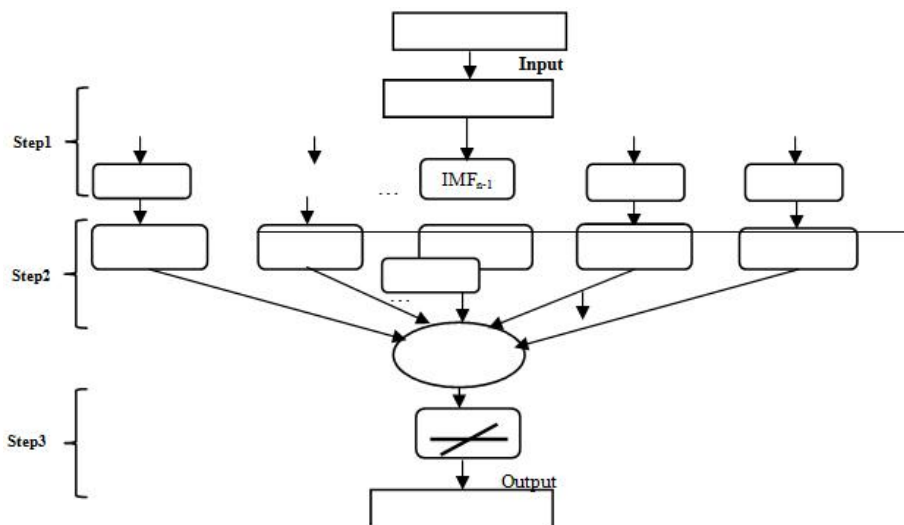 Input
Step1
IMFn-1
...
Step2
...
Step3
Output